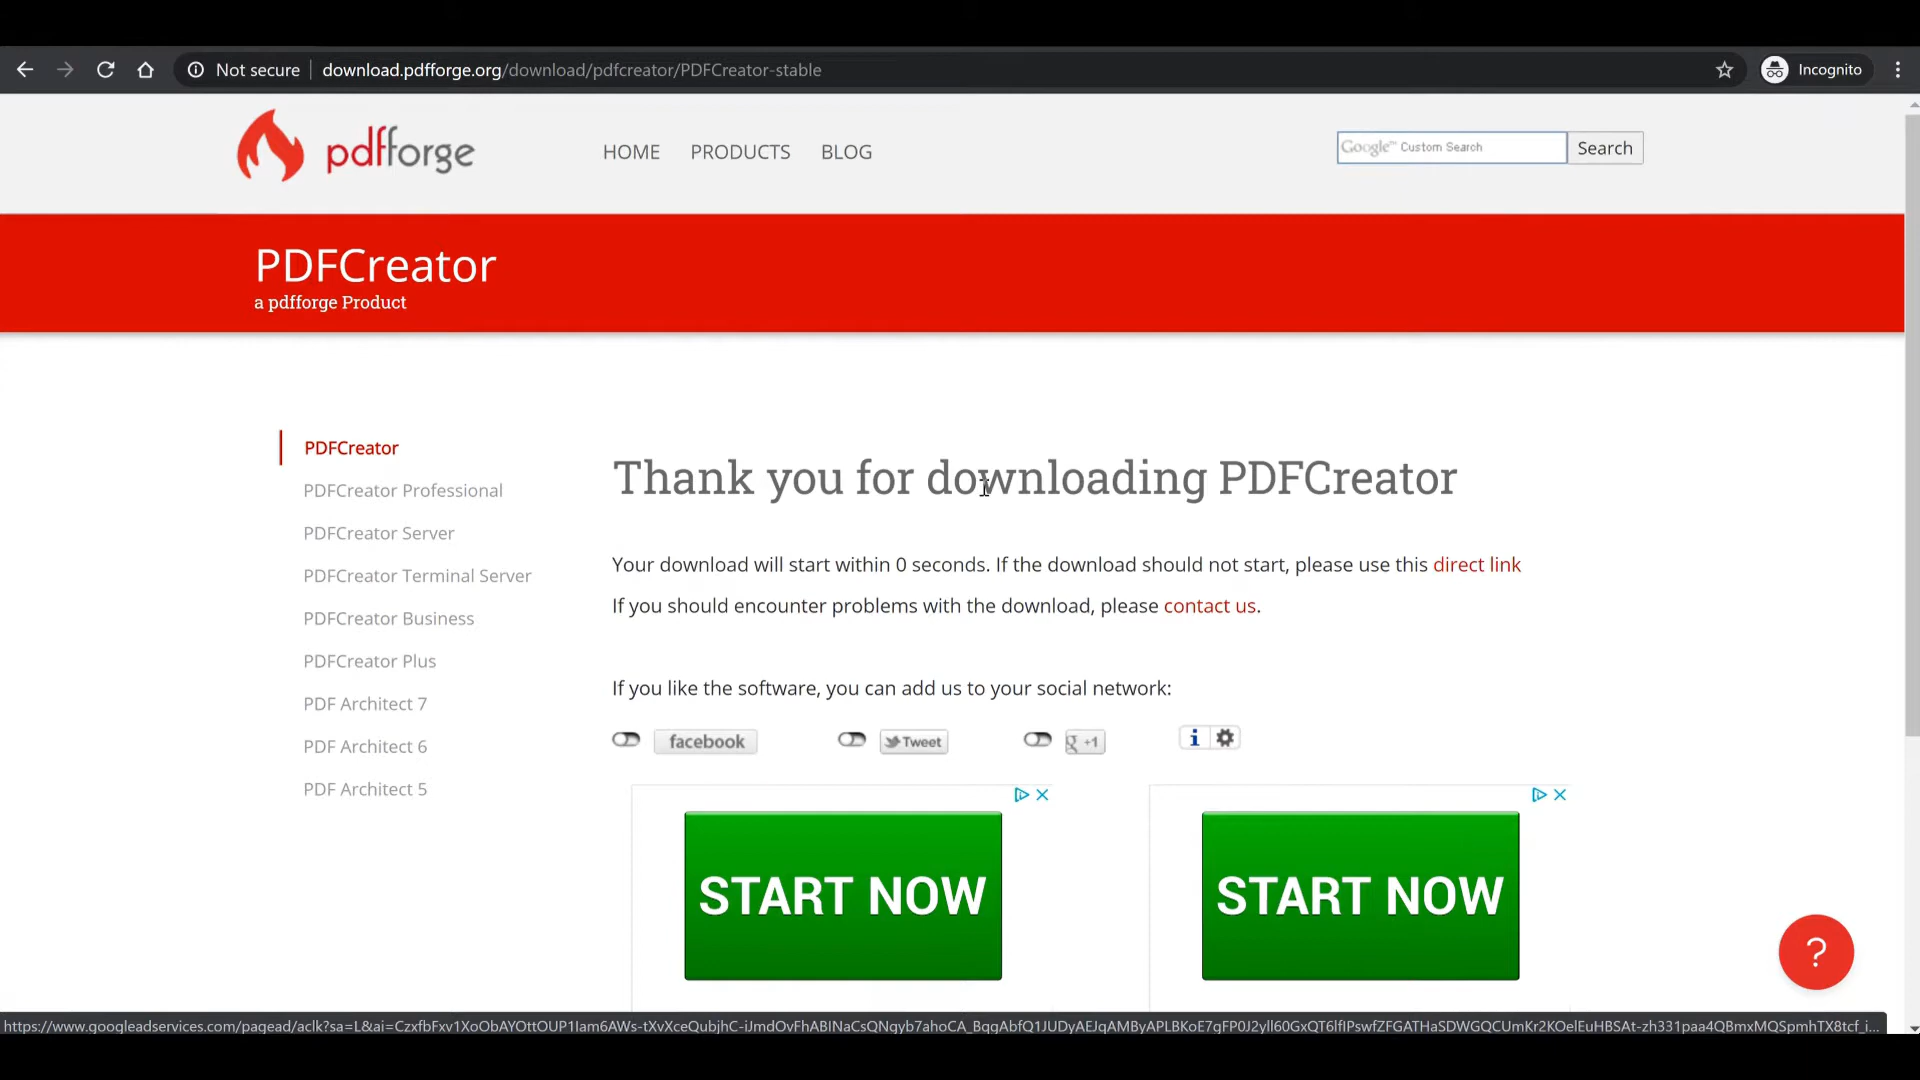 Not secure
download.pdfforge.org/download/pdfcreator/PDFCreator-stable
Incognito
pdfforge
HOME PRODUCTS BLOG
Google™ Custom Search
Search
PDFCreator
a pdfforge Product
PDFCreator
PDFCreator Professional
PDFCreator Server
PDFCreator Terminal Server
PDFCreator Business
PDFCreator Plus
PDF Architect 7
PDF Architect 6
PDF Architect 5
Thank you for downloading PDFCreator
Your download will start within 0 seconds. If the download should not start, please use this direct link
If you should encounter problems with the download, please contact us.
If you like the software, you can add us to your social network:
facebook
Tweet
g +1
i
START NOW
START NOW
?